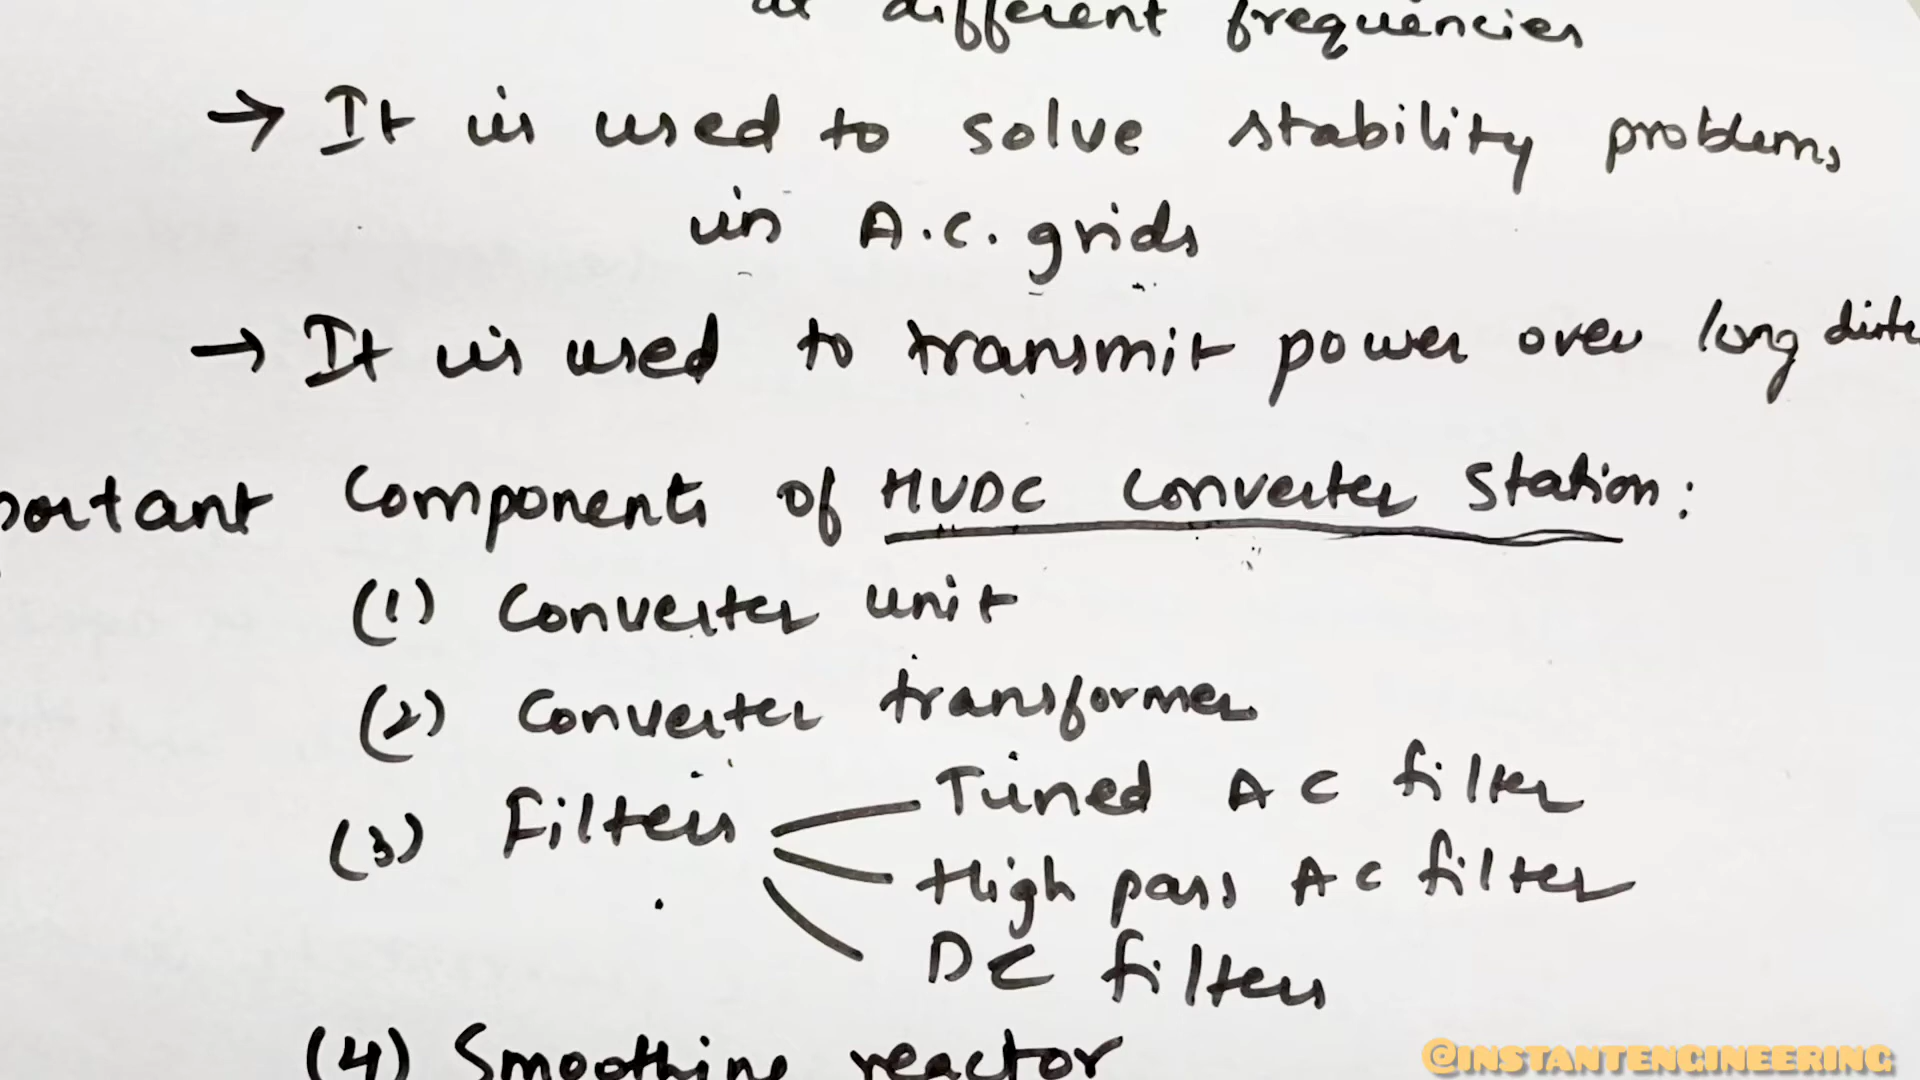 at different frequencies
→ It is used to solve stability problems
in A.C. grids
→ It is used to transmit power over long
portant Components of HVDC Converter Station:
(1) Converter unit
(2) Converter transformer
(3) Filters — Tuned AC filter
High pass AC filter
DC filters
(4) Smoothing reactor
@INSTANTENGINEERING